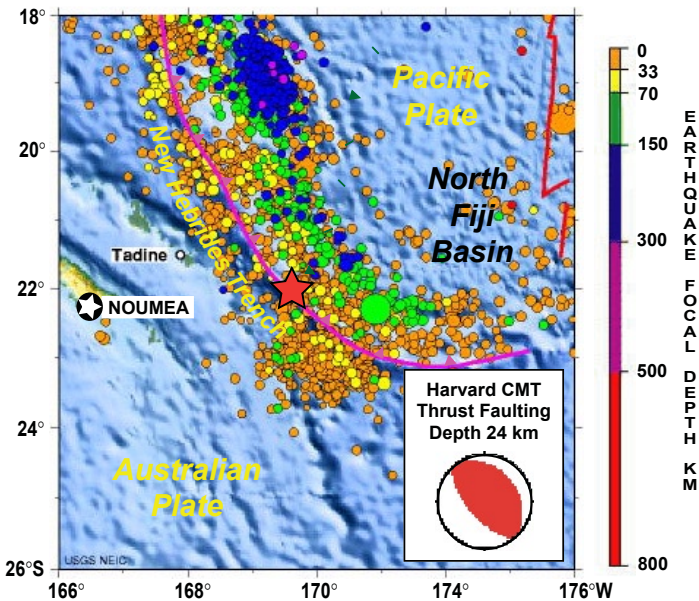 18°
20°
22°
24°
26°S
166
168
170
172
174
176°W
Pacific
Plate
North
Fiji
Basin
New Hebrides Trench
Tadine
NOUMEA
Australian
Plate
USGS NEIC
Harvard CMT
Thrust Faulting
Depth 24 km
0
33
70
150
300
500
800
EARTHQUAKE FOCAL DEPTH KM